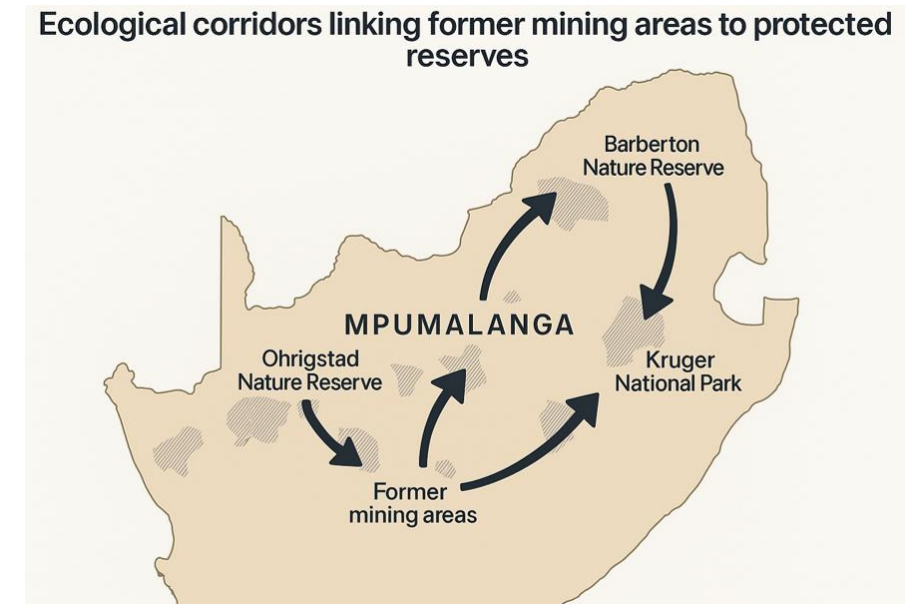 Ecological corridors linking former mining areas to protected
reserves
Barberton
Nature Reserve
MPUMALANGA
Ohrigstad
Nature Reserve
Kruger
National Park
Former
mining areas